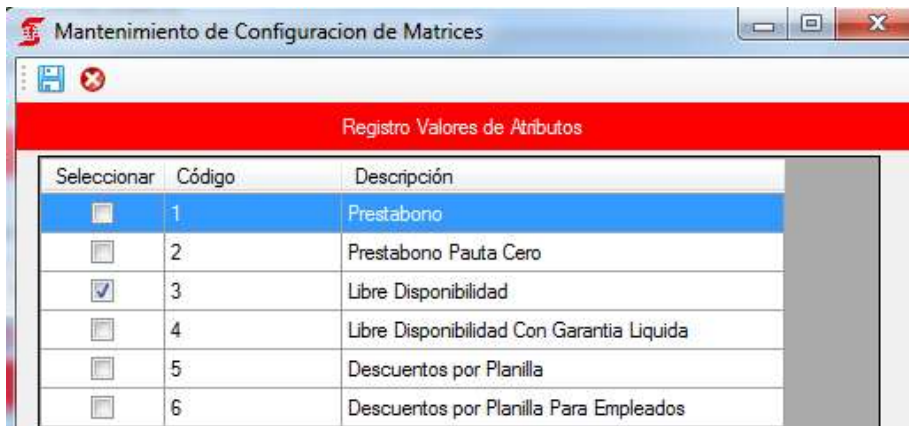 Mantenimiento de Configuracion de Matrices
Registro Valores de Atributos
Seleccionar Código Descripción
1 Prestabono
2 Prestabono Pauta Cero
3 Libre Disponibilidad
4 Libre Disponibilidad Con Garantia Liquida
5 Descuentos por Planilla
6 Descuentos por Planilla Para Empleados